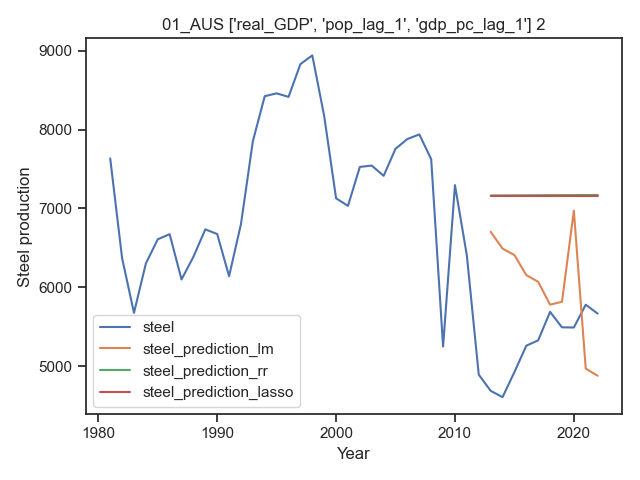 01_AUS ['real_GDP', 'pop_lag_1', 'gdp_pc_lag_1'] 2
9000
8000
7000
6000
5000
Steel production
steel
steel_prediction_lm
steel_prediction_rr
steel_prediction_lasso
1980
1990
2000
2010
2020
Year